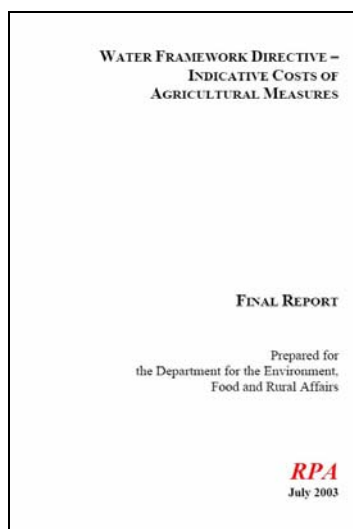 WATER FRAMEWORK DIRECTIVE –
INDICATIVE COSTS OF
AGRICULTURAL MEASURES
FINAL REPORT
Prepared for
the Department for the Environment,
Food and Rural Affairs
RPA
July 2003